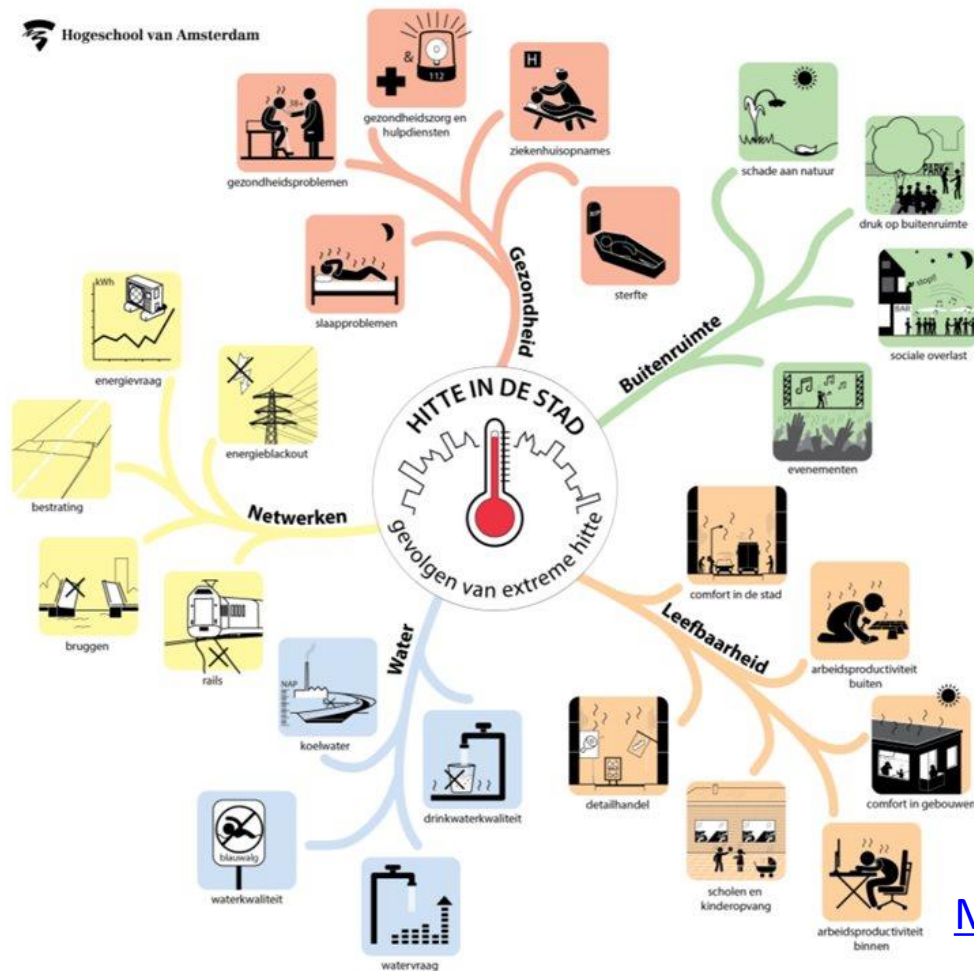 Hogeschool van Amsterdam
&
112
gezondheidszorg en
hulpdiensten
38+
gezondheidsproblemen
H
ziekenhuisopnames
slaapproblemen
RIP
sterfte
Gezondheid
schade aan natuur
PARK
druk op buitenruimte
stop!!
BAR
sociale overlast
evenementen
Buitenruimte
kWh
energievraag
energieblackout
bestrating
bruggen
rails
Netwerken
HITTE IN DE STAD
gevolgen van extreme hitte
comfort in de stad
arbeidsproductiviteit
buiten
Leefbaarheid
comfort in gebouwen
detailhandel
scholen en
kinderopvang
arbeidsproductiviteit
binnen
Water
NAP
koelwater
drinkwaterkwaliteit
blauwalg
waterkwaliteit
watervraag